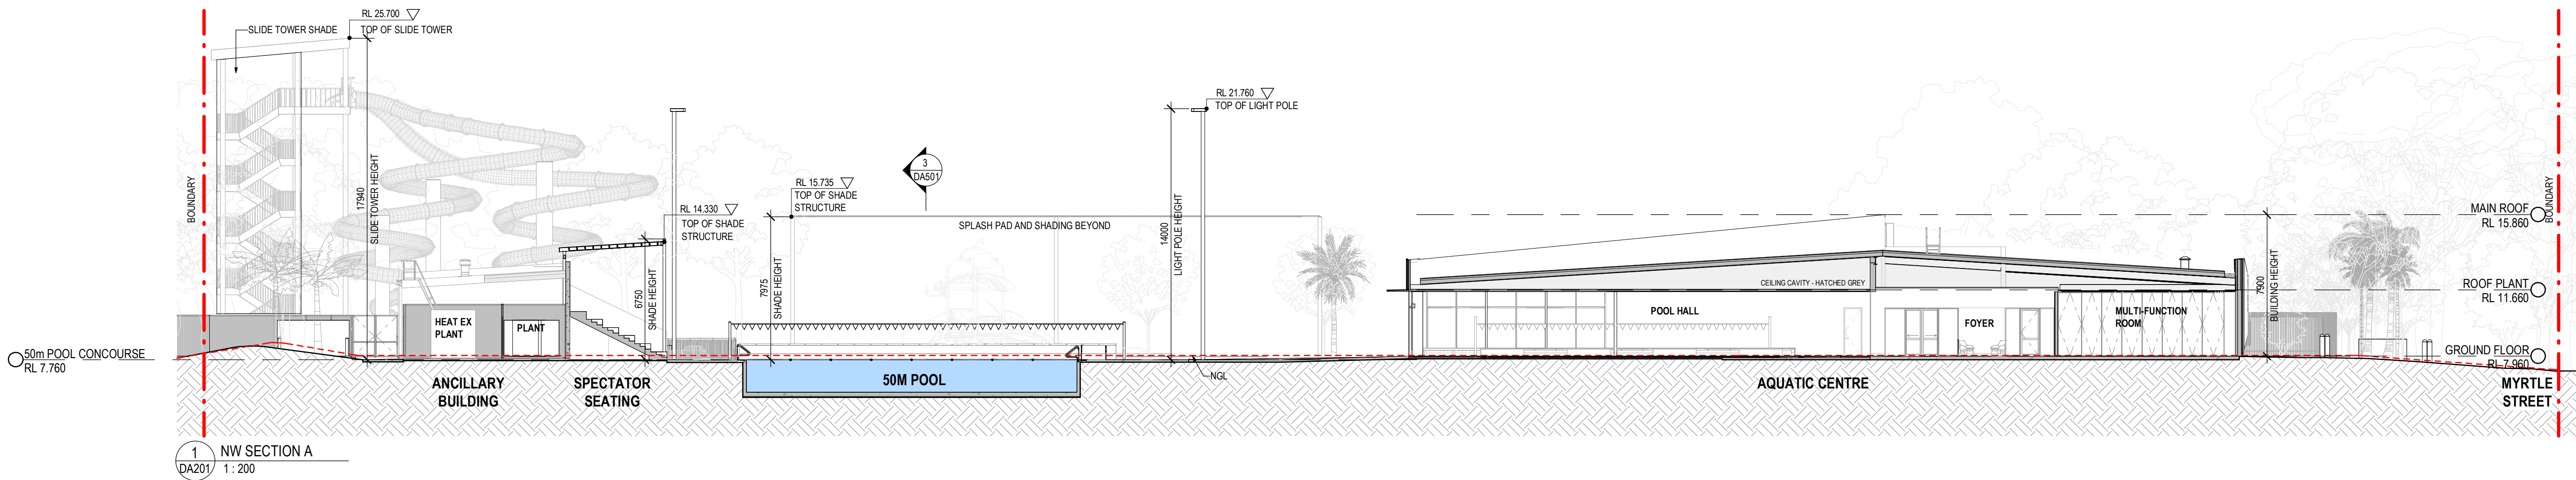 RL 25.700
TOP OF SLIDE TOWER
SLIDE TOWER SHADE
BOUNDARY
17940
SLIDE TOWER HEIGHT
RL 14.330
TOP OF SHADE
STRUCTURE
6750
SHADE HEIGHT
RL 15.735
TOP OF SHADE
STRUCTURE
7975
SHADE HEIGHT
3
DA501
SPLASH PAD AND SHADING BEYOND
RL 21.760
TOP OF LIGHT POLE
14000
LIGHT POLE HEIGHT
CEILING CAVITY - HATCHED GREY
POOL HALL
FOYER
MULTI-FUNCTION
ROOM
7900
BUILDING HEIGHT
BOUNDARY
MAIN ROOF
RL 15.860
ROOF PLANT
RL 11.660
GROUND FLOOR
RL 7.960
MYRTLE
STREET
HEAT EX
PLANT
PLANT
50m POOL CONCOURSE
RL 7.760
ANCILLARY
BUILDING
SPECTATOR
SEATING
50M POOL
NGL
AQUATIC CENTRE
1
DA201
NW SECTION A
1 : 200